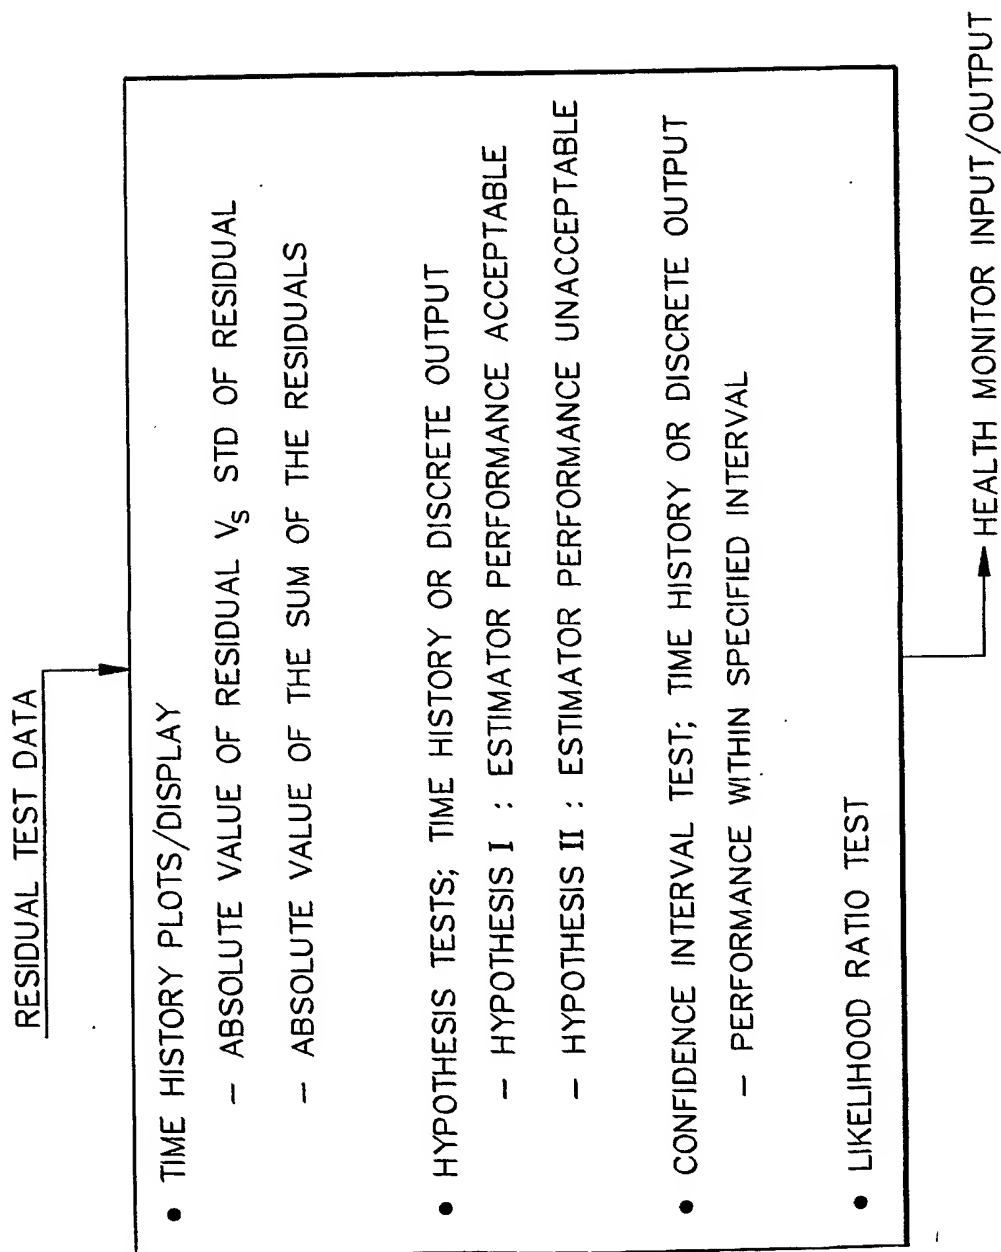 RESIDUAL TEST DATA
• TIME HISTORY PLOTS/DISPLAY
– ABSOLUTE VALUE OF RESIDUAL VS STD OF RESIDUAL
– ABSOLUTE VALUE OF THE SUM OF THE RESIDUALS
• HYPOTHESIS TESTS; TIME HISTORY OR DISCRETE OUTPUT
– HYPOTHESIS I : ESTIMATOR PERFORMANCE ACCEPTABLE
– HYPOTHESIS II : ESTIMATOR PERFORMANCE UNACCEPTABLE
• CONFIDENCE INTERVAL TEST; TIME HISTORY OR DISCRETE OUTPUT
– PERFORMANCE WITHIN SPECIFIED INTERVAL
• LIKELIHOOD RATIO TEST
HEALTH MONITOR INPUT/OUTPUT